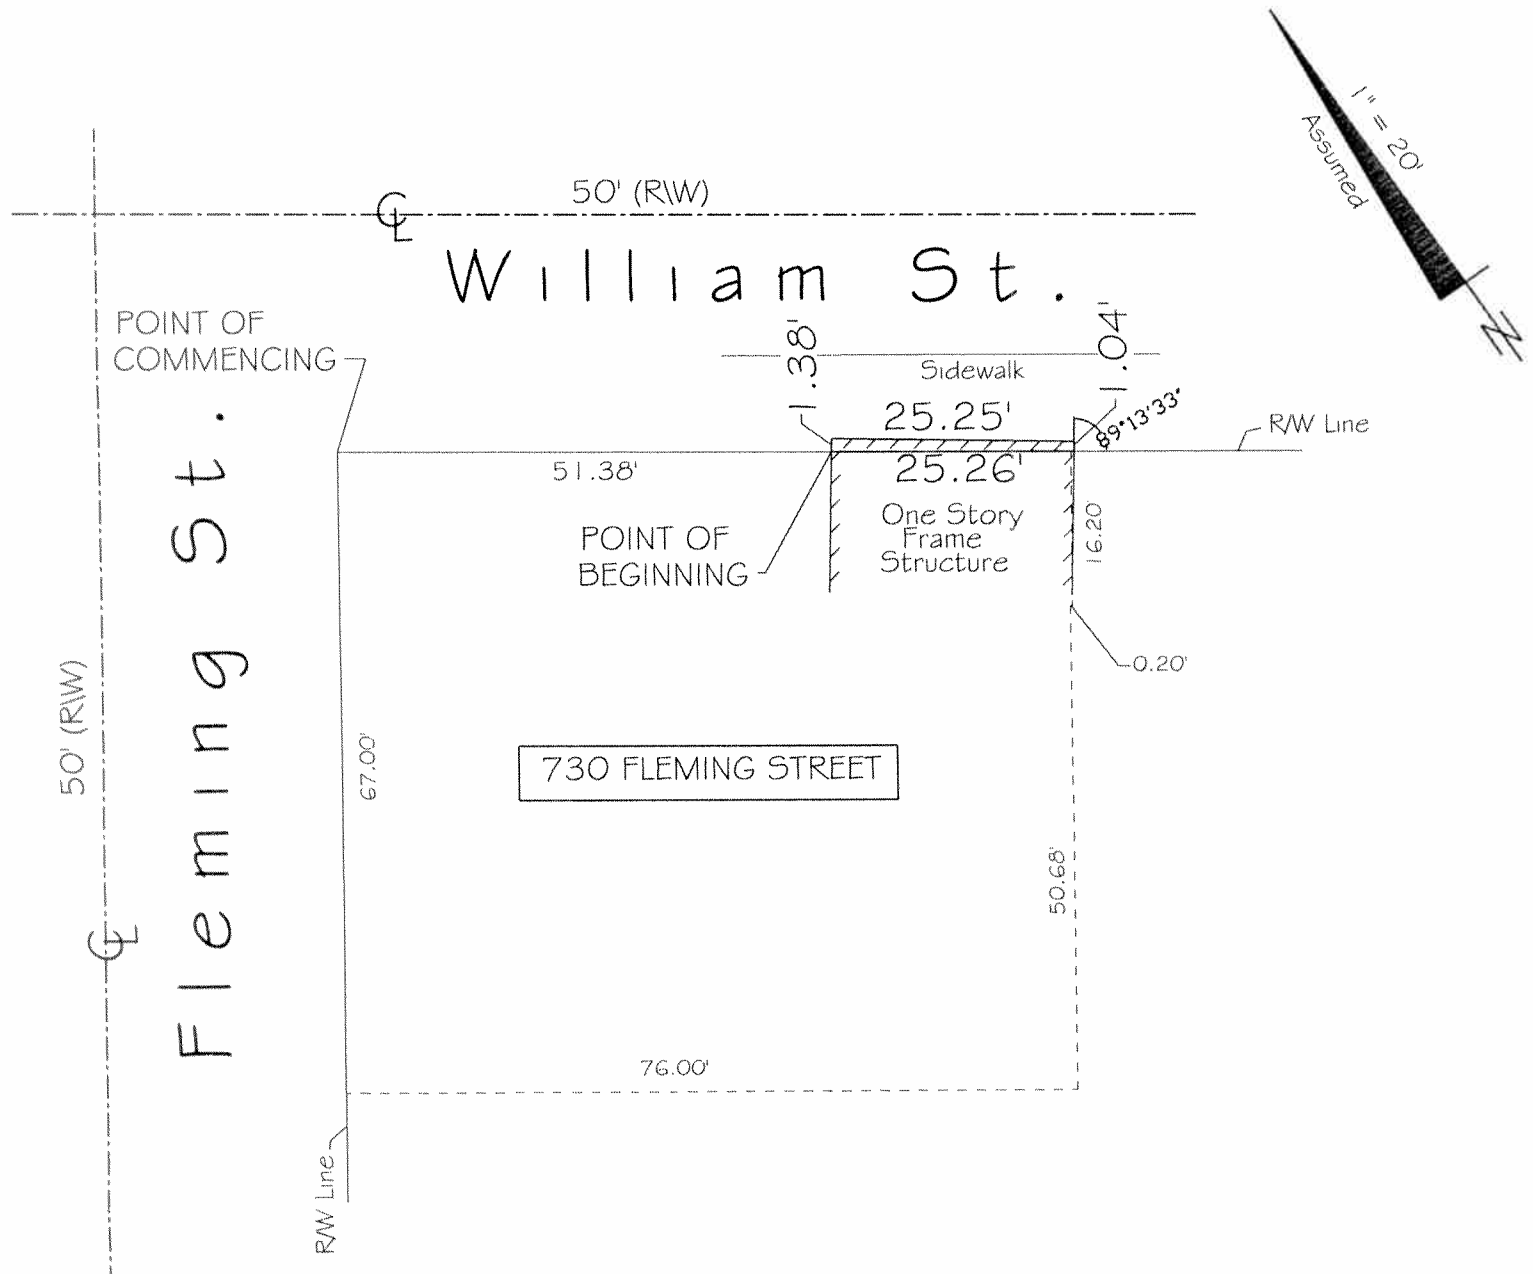 1" = 20'
Assumed
N
50' (R\W)
CL
William St.
POINT OF
COMMENCING
1.38'
1.04'
Sidewalk
25.25'
89°13'33"
R/W Line
51.38'
25.26'
One Story
Frame
Structure
16.20
POINT OF
BEGINNING
0.20'
50' (R\W)
Fleming St.
67.00'
730 FLEMING STREET
50.68'
CL
76.00'
R/W Line